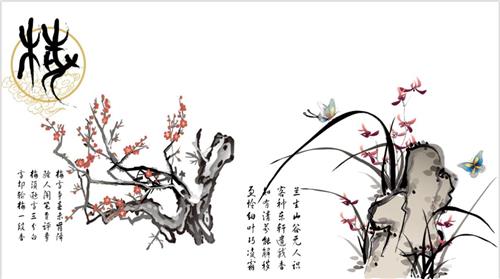 梅
梅雪争春未肯降
骚人阁笔费评章
梅须逊雪三分白
雪却输梅一段香
兰生山谷无人识
客种东轩遗我香
知有清芬能解秽
更怜细叶巧凌霜